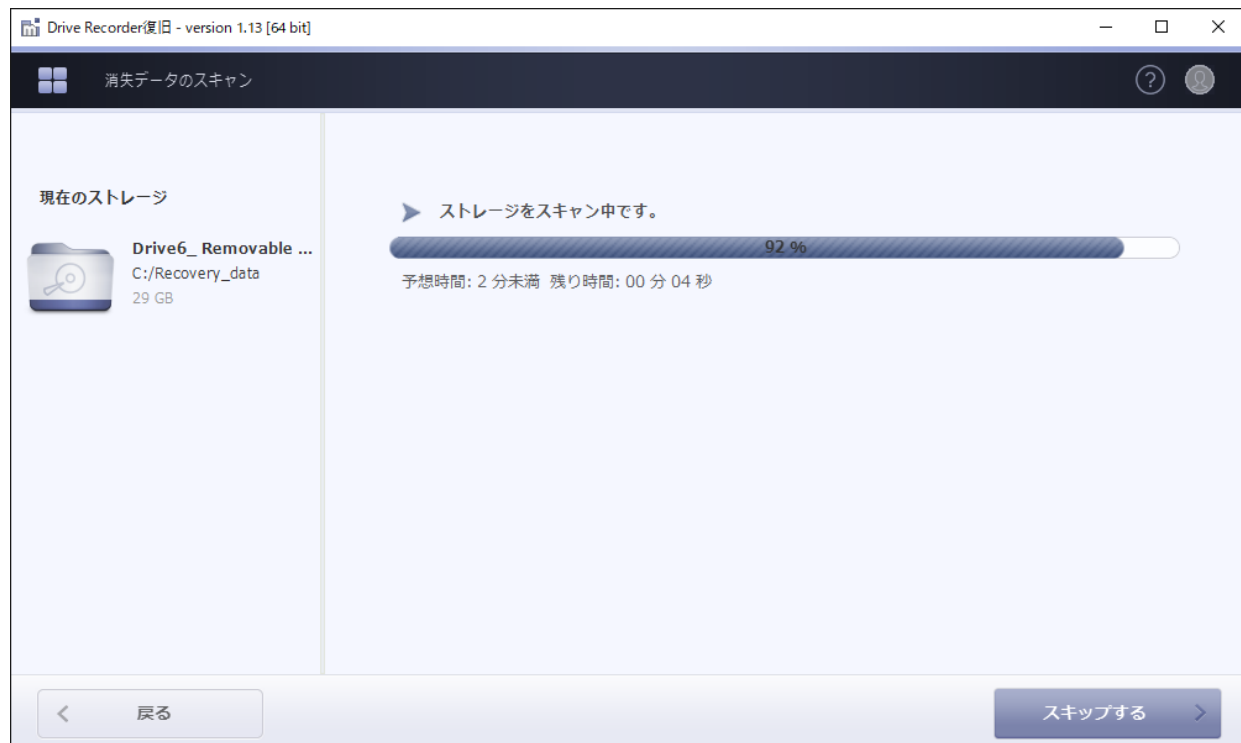 Drive Recorder復旧 - version 1.13 [64 bit]
消失データのスキャン
現在のストレージ
Drive6_ Removable ...
C:/Recovery_data
29 GB
ストレージをスキャン中です。
92 %
予想時間: 2 分未満 残り時間: 00 分 04 秒
戻る
スキップする